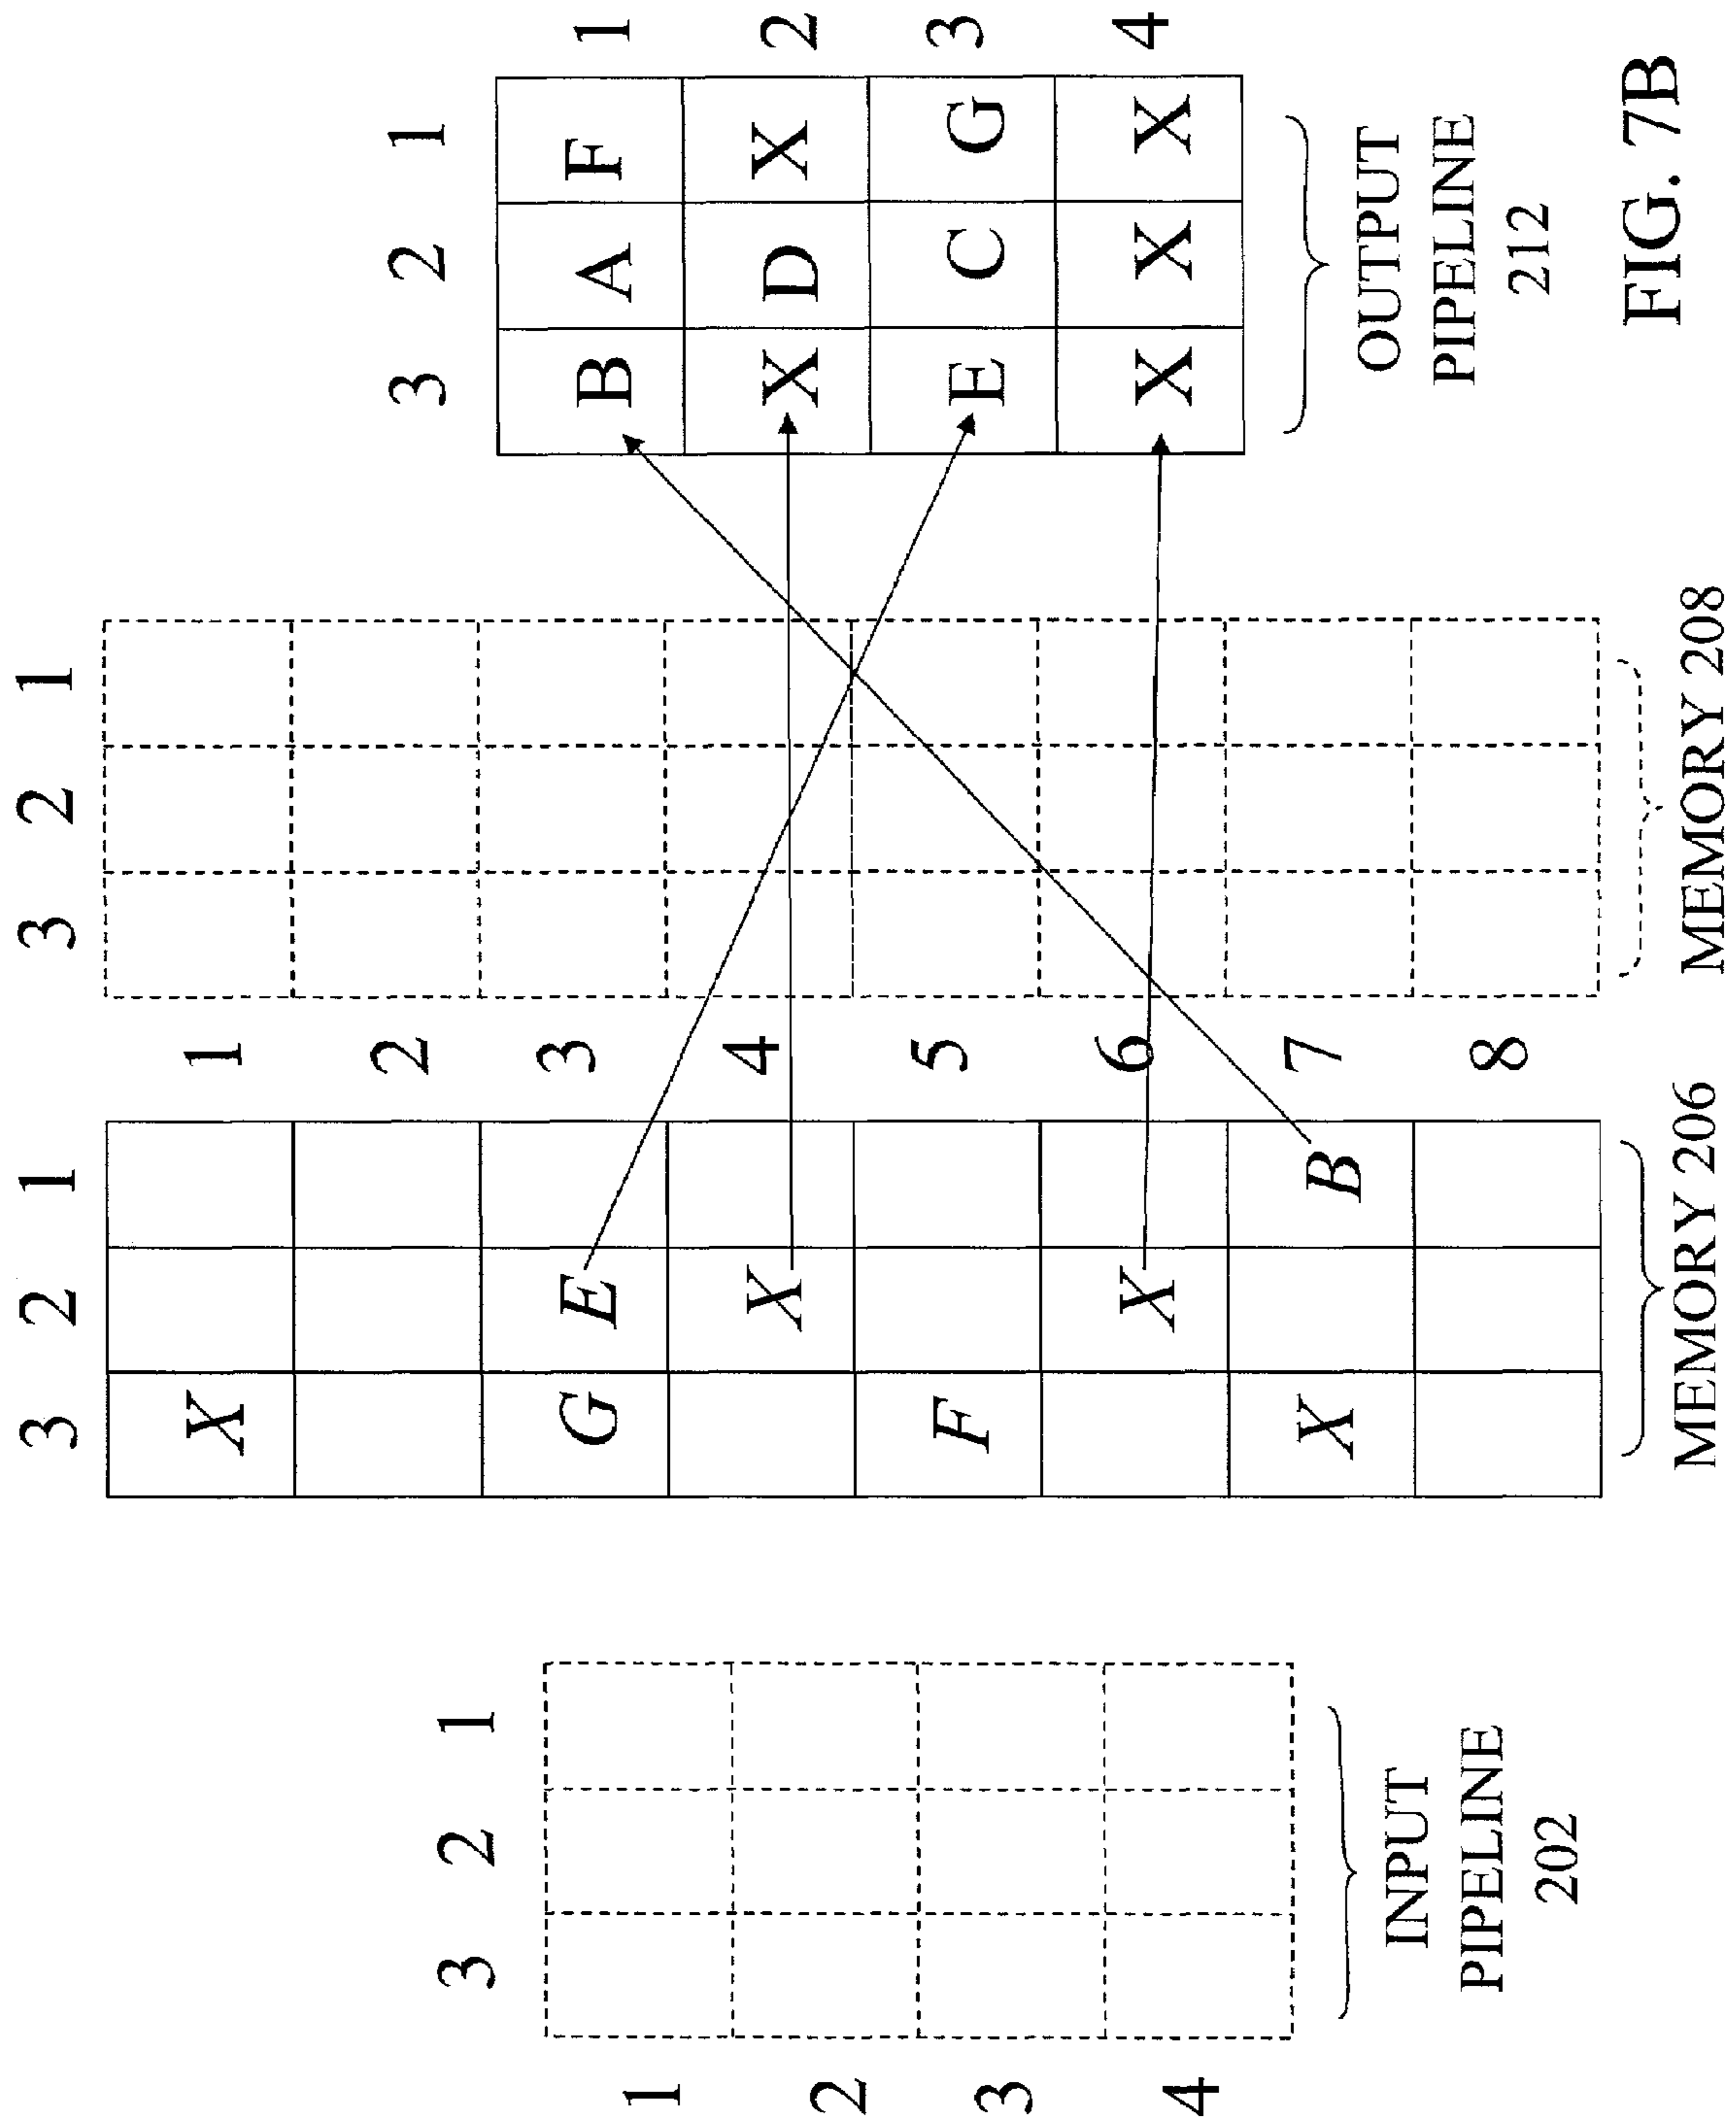 3 2 1
1
2
3
4
INPUT
PIPELINE
202
3 2 1
X
G E
X
F
X
X B
MEMORY 206
1
2
3
4
5
6
7
8
3 2 1
MEMORY 208
3 2 1
B A F 1
X D X 2
E C G 3
X X X 4
OUTPUT
PIPELINE
212
FIG. 7B